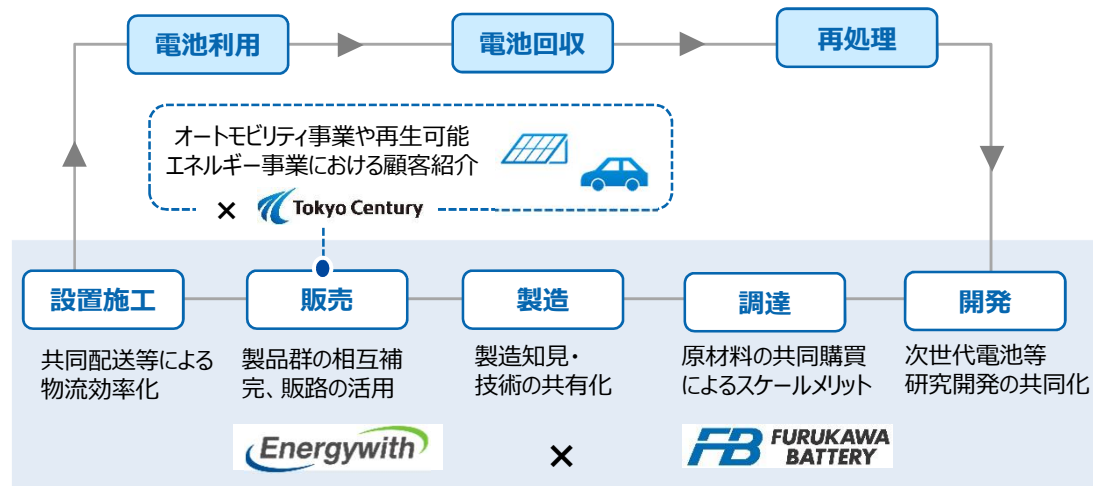 電池利用
電池回収
再処理
オートモビリティ事業や再生可能
エネルギー事業における顧客紹介
× Tokyo Century
設置施工
販売
製造
調達
開発
共同配送等による
物流効率化
製品群の相互補
完、販路の活用
製造知見・
技術の共有化
原材料の共同購買
によるスケールメリット
次世代電池等
研究開発の共同化
Energywith
×
FB FURUKAWA
BATTERY